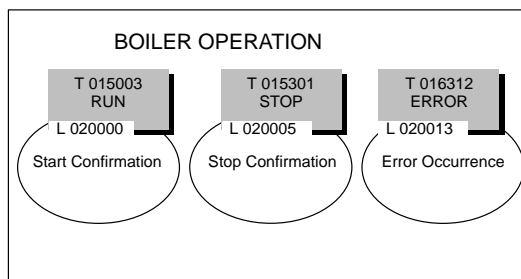 BOILER OPERATION
T 015003
RUN
L 020000
Start Confirmation
T 015301
STOP
L 020005
Stop Confirmation
T 016312
ERROR
L 020013
Error Occurrence